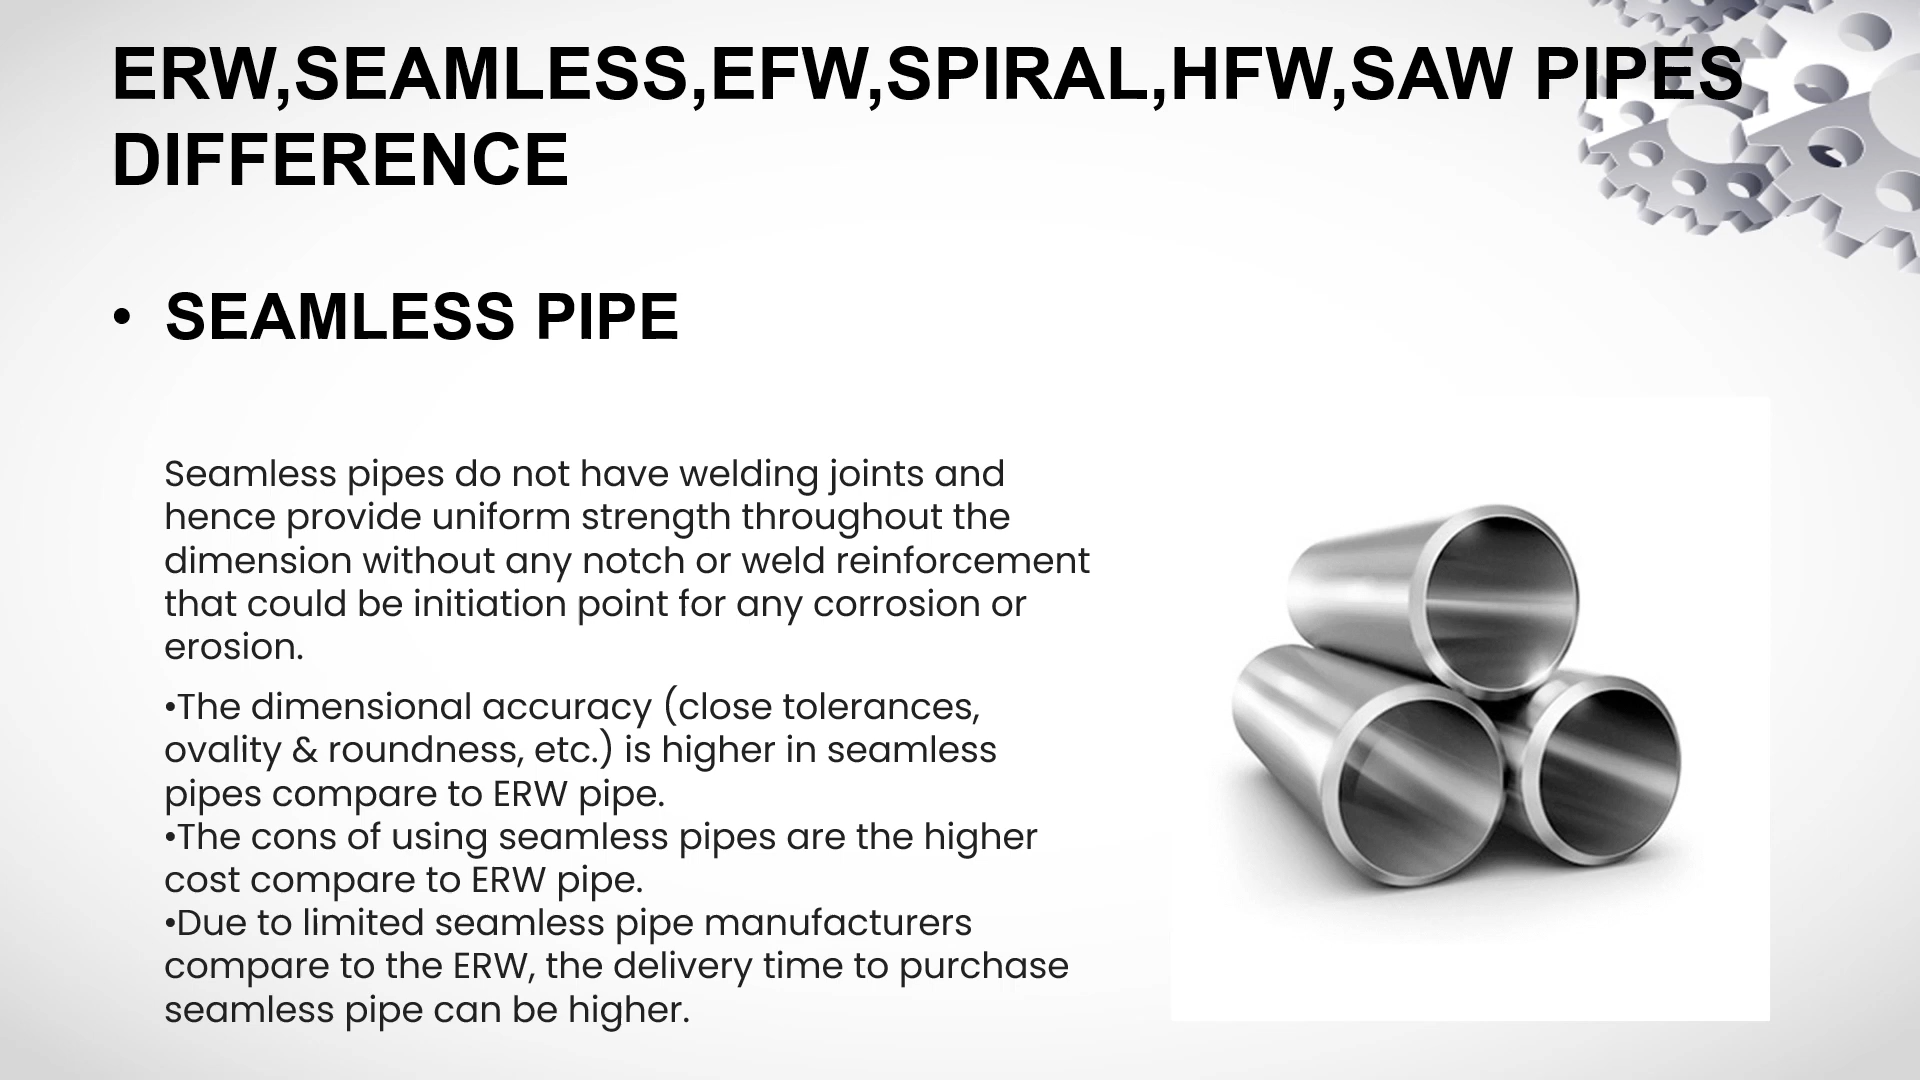 ERW,SEAMLESS,EFW,SPIRAL,HFW,SAW PIPES
DIFFERENCE
• SEAMLESS PIPE
Seamless pipes do not have welding joints and
hence provide uniform strength throughout the
dimension without any notch or weld reinforcement
that could be initiation point for any corrosion or
erosion.
•The dimensional accuracy (close tolerances,
ovality & roundness, etc.) is higher in seamless
pipes compare to ERW pipe.
•The cons of using seamless pipes are the higher
cost compare to ERW pipe.
•Due to limited seamless pipe manufacturers
compare to the ERW, the delivery time to purchase
seamless pipe can be higher.